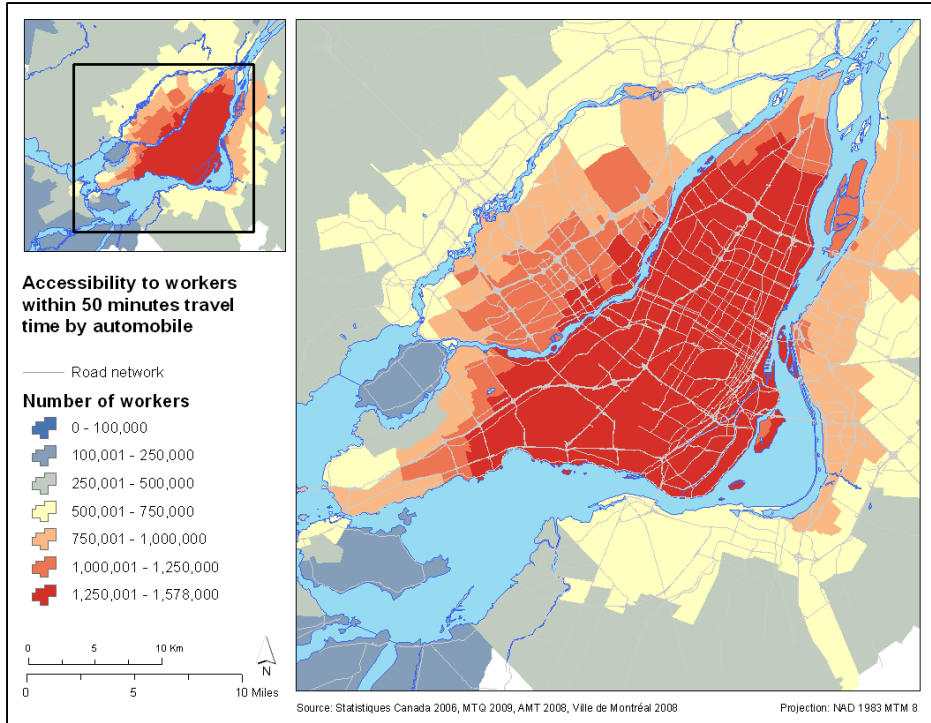 Accessibility to workers
within 50 minutes travel
time by automobile
Road network
Number of workers
0 - 100,000
100,001 - 250,000
250,001 - 500,000
500,001 - 750,000
750,001 - 1,000,000
1,000,001 - 1,250,000
1,250,001 - 1,578,000
0 5 10 Km
N
0 5 10 Miles
Source: Statistiques Canada 2006, MTQ 2009, AMT 2008, Ville de Montréal 2008 Projection: NAD 1983 MTM 8